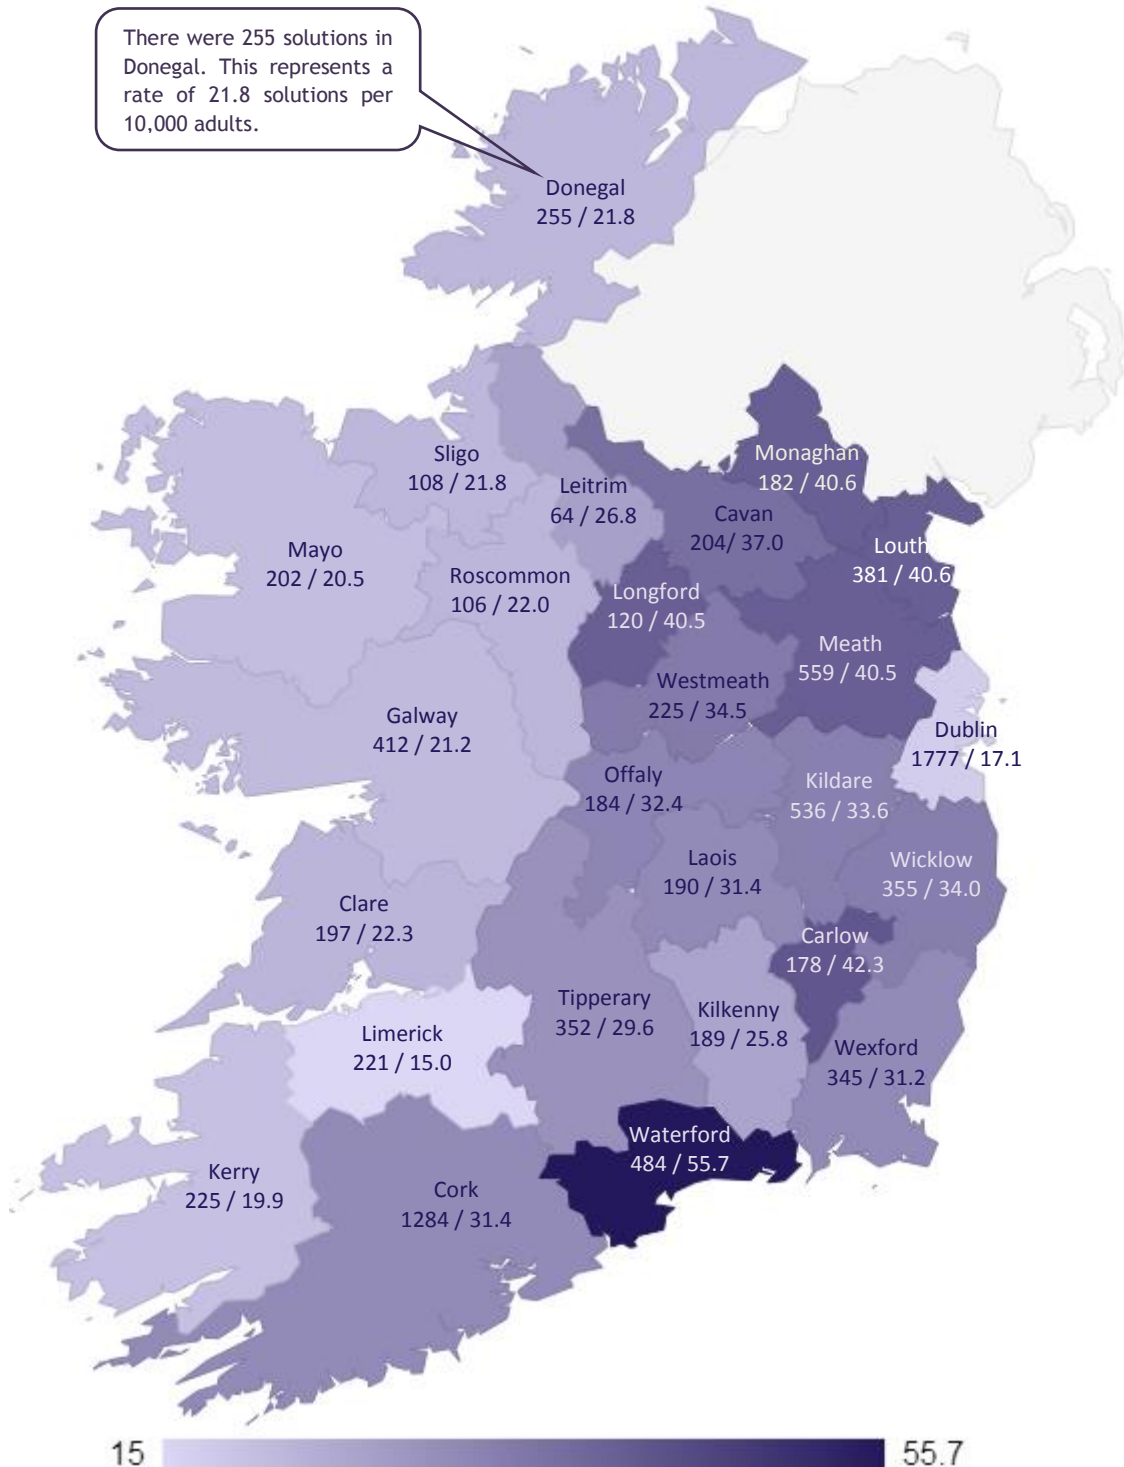 There were 255 solutions in
Donegal. This represents a
rate of 21.8 solutions per
10,000 adults.
Donegal
255 / 21.8
Sligo
108 / 21.8
Leitrim
64 / 26.8
Monaghan
182 / 40.6
Cavan
204/ 37.0
Louth
381 / 40.6
Mayo
202 / 20.5
Roscommon
106 / 22.0
Longford
120 / 40.5
Meath
559 / 40.5
Westmeath
225 / 34.5
Galway
412 / 21.2
Dublin
1777 / 17.1
Offaly
184 / 32.4
Kildare
536 / 33.6
Laois
190 / 31.4
Wicklow
355 / 34.0
Clare
197 / 22.3
Carlow
178 / 42.3
Tipperary
352 / 29.6
Kilkenny
189 / 25.8
Limerick
221 / 15.0
Wexford
345 / 31.2
Waterford
484 / 55.7
Kerry
225 / 19.9
Cork
1284 / 31.4
15
55.7